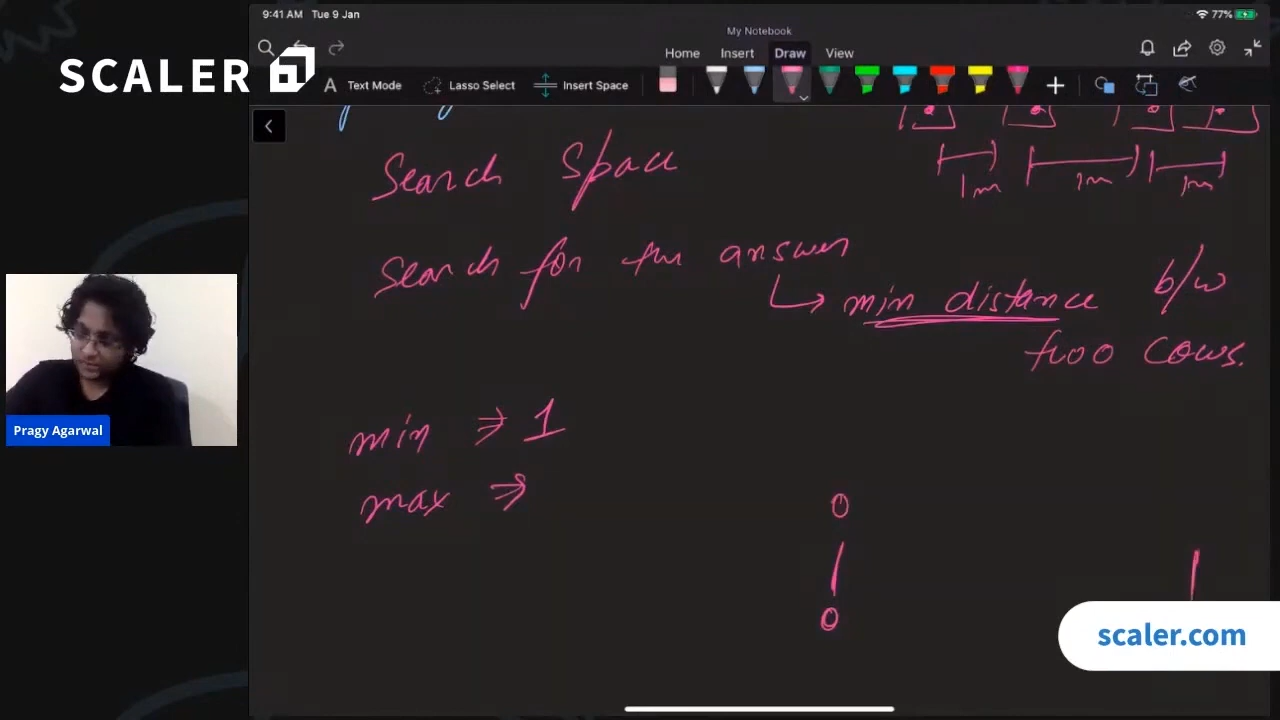 9:41 AM Tue 9 Jan
77%
My Notebook
Home Insert Draw View
SCALER
A Text Mode Lasso Select Insert Space
Search Space
1m 1m
search for the answer
min distance b/w
two cows.
Pragy Agarwal
min ⇒ 1
max ⇒
0
0
scaler.com